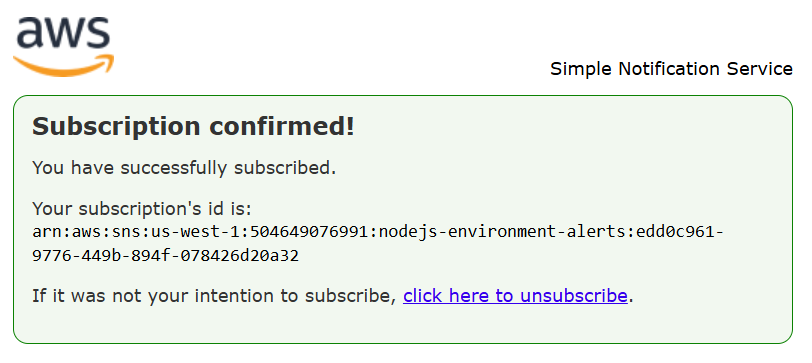 aws
Simple Notification Service
Subscription confirmed!
You have successfully subscribed.
Your subscription's id is:
arn:aws:sns:us-west-1:504649076991:nodejs-environment-alerts:edd0c961-
9776-449b-894f-078426d20a32
If it was not your intention to subscribe, click here to unsubscribe.